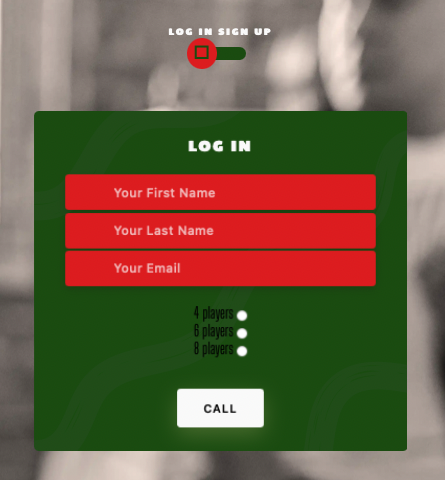 LOG IN SIGN UP
LOG IN
Your First Name
Your Last Name
Your Email
4 players
6 players
8 players
CALL